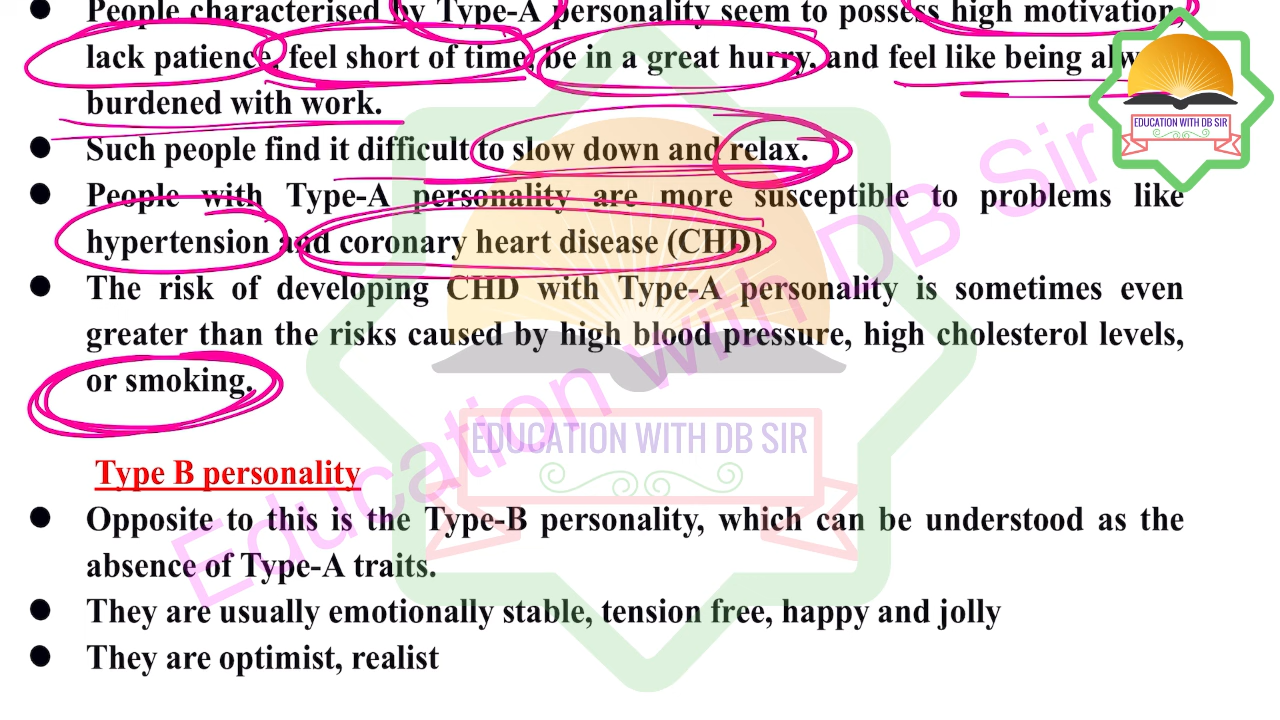 People characterised by Type-A personality seem to possess high motivation,
lack patience, feel short of time, be in a great hurry, and feel like being
burdened with work.
● Such people find it difficult to slow down and relax.
● People with Type-A personality are more susceptible to problems like
hypertension and coronary heart disease (CHD).
● The risk of developing CHD with Type-A personality is sometimes even
greater than the risks caused by high blood pressure, high cholesterol levels,
or smoking.
Type B personality
● Opposite to this is the Type-B personality, which can be understood as the
absence of Type-A traits.
● They are usually emotionally stable, tension free, happy and jolly
● They are optimist, realist
EDUCATION WITH DB SIR
EDUCATION WITH DB SIR
Education with DB Sir